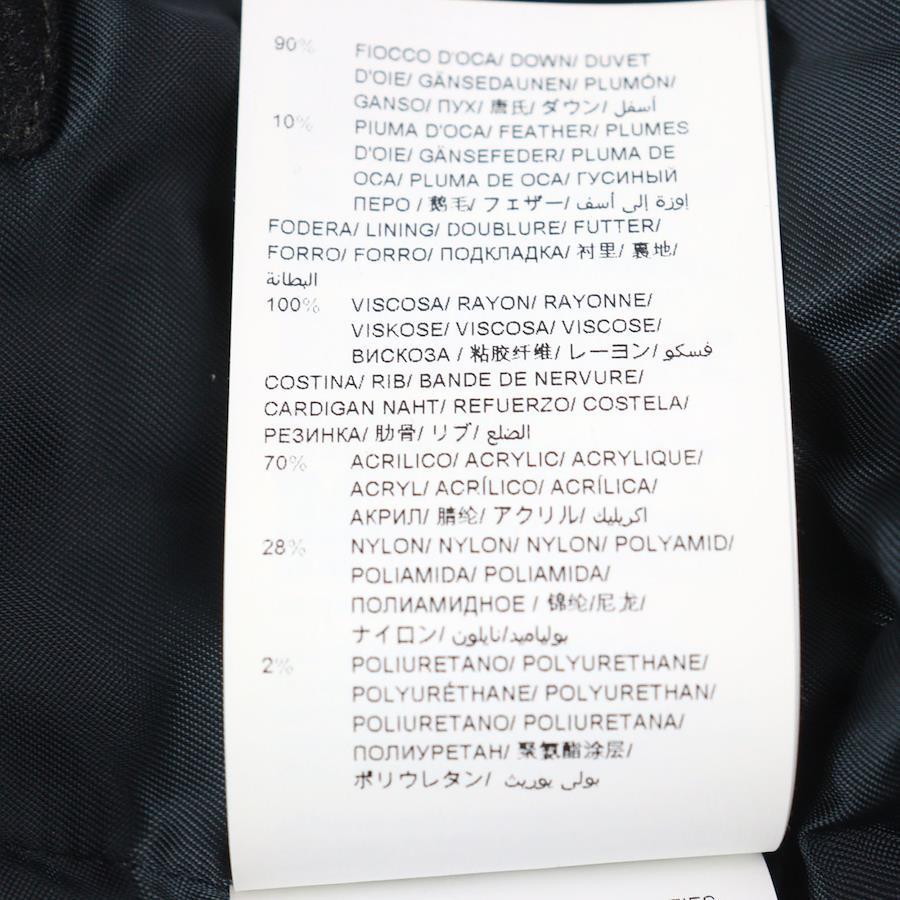 90% FIOCCO D'OCA/ DOWN/ DUVET
D'OIE/ GÄNSEDAUNEN/ PLUMÓN/
GANSO/ ПУХ/ 唐氏/ ダウン/ أسفل/
10% PIUMA D'OCA/ FEATHER/ PLUMES
D'OIE/ GÄNSEFEDER/ PLUMA DE
OCA/ PLUMA DE OCA/ ГУСИНЫЙ
ПЕРО / 鹅毛/ フェザー/ إوزة إلى أسف/
FODERA/ LINING/ DOUBLURE/ FUTTER/
FORRO/ FORRO/ ПОДКЛАДКА/ 衬里/ 裏地/
البطانة
100% VISCOSA/ RAYON/ RAYONNE/
VISKOSE/ VISCOSA/ VISCOSE/
ВИСКОЗА / 粘胶纤维/ レーヨン/ فسكو
COSTINA/ RIB/ BANDE DE NERVURE/
CARDIGAN NAHT/ REFUERZO/ COSTELA/
РЕЗИНКА/ 肋骨/ リブ/ الضلع
70% ACRILICO/ ACRYLIC/ ACRYLIQUE/
ACRYL/ ACRÍLICO/ ACRÍLICA/
АКРИЛ/ 腈纶/ アクリル/ اكريليك
28% NYLON/ NYLON/ NYLON/ POLYAMID/
POLIAMIDA/ POLIAMIDA/
ПОЛИАМИДНОЕ / 锦纶/尼龙/
ナイロン/ بولياميد/نايلون
2% POLIURETANO/ POLYURETHANE/
POLYURÉTHANE/ POLYURETHAN/
POLIURETANO/ POLIURETANA/
ПОЛИУРЕТАН/ 聚氨酯涂层/
ポリウレタン/ بولي يوريث